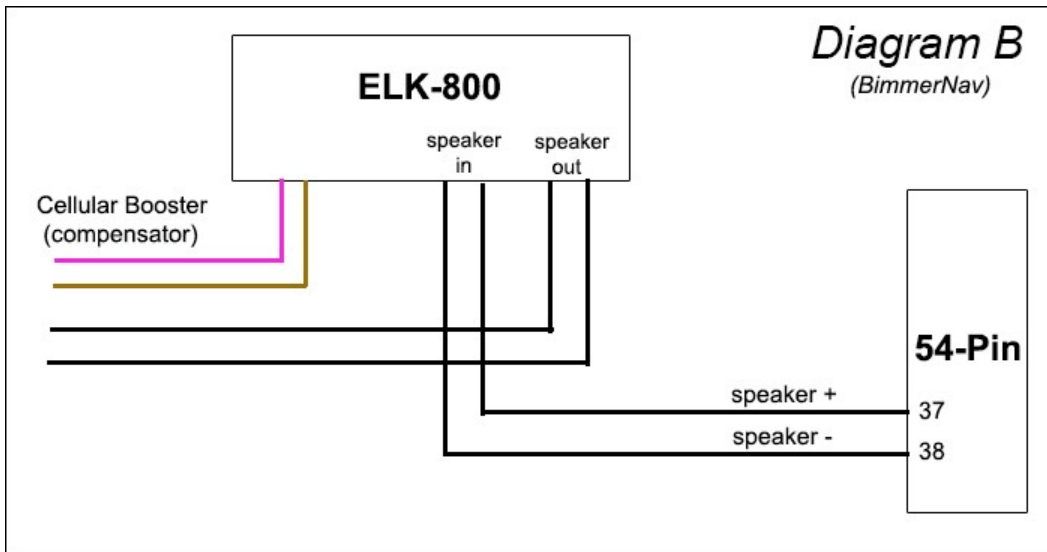 Diagram B
(BimmerNav)
ELK-800
speaker
in
speaker
out
Cellular Booster
(compensator)
54-Pin
speaker +
37
speaker -
38